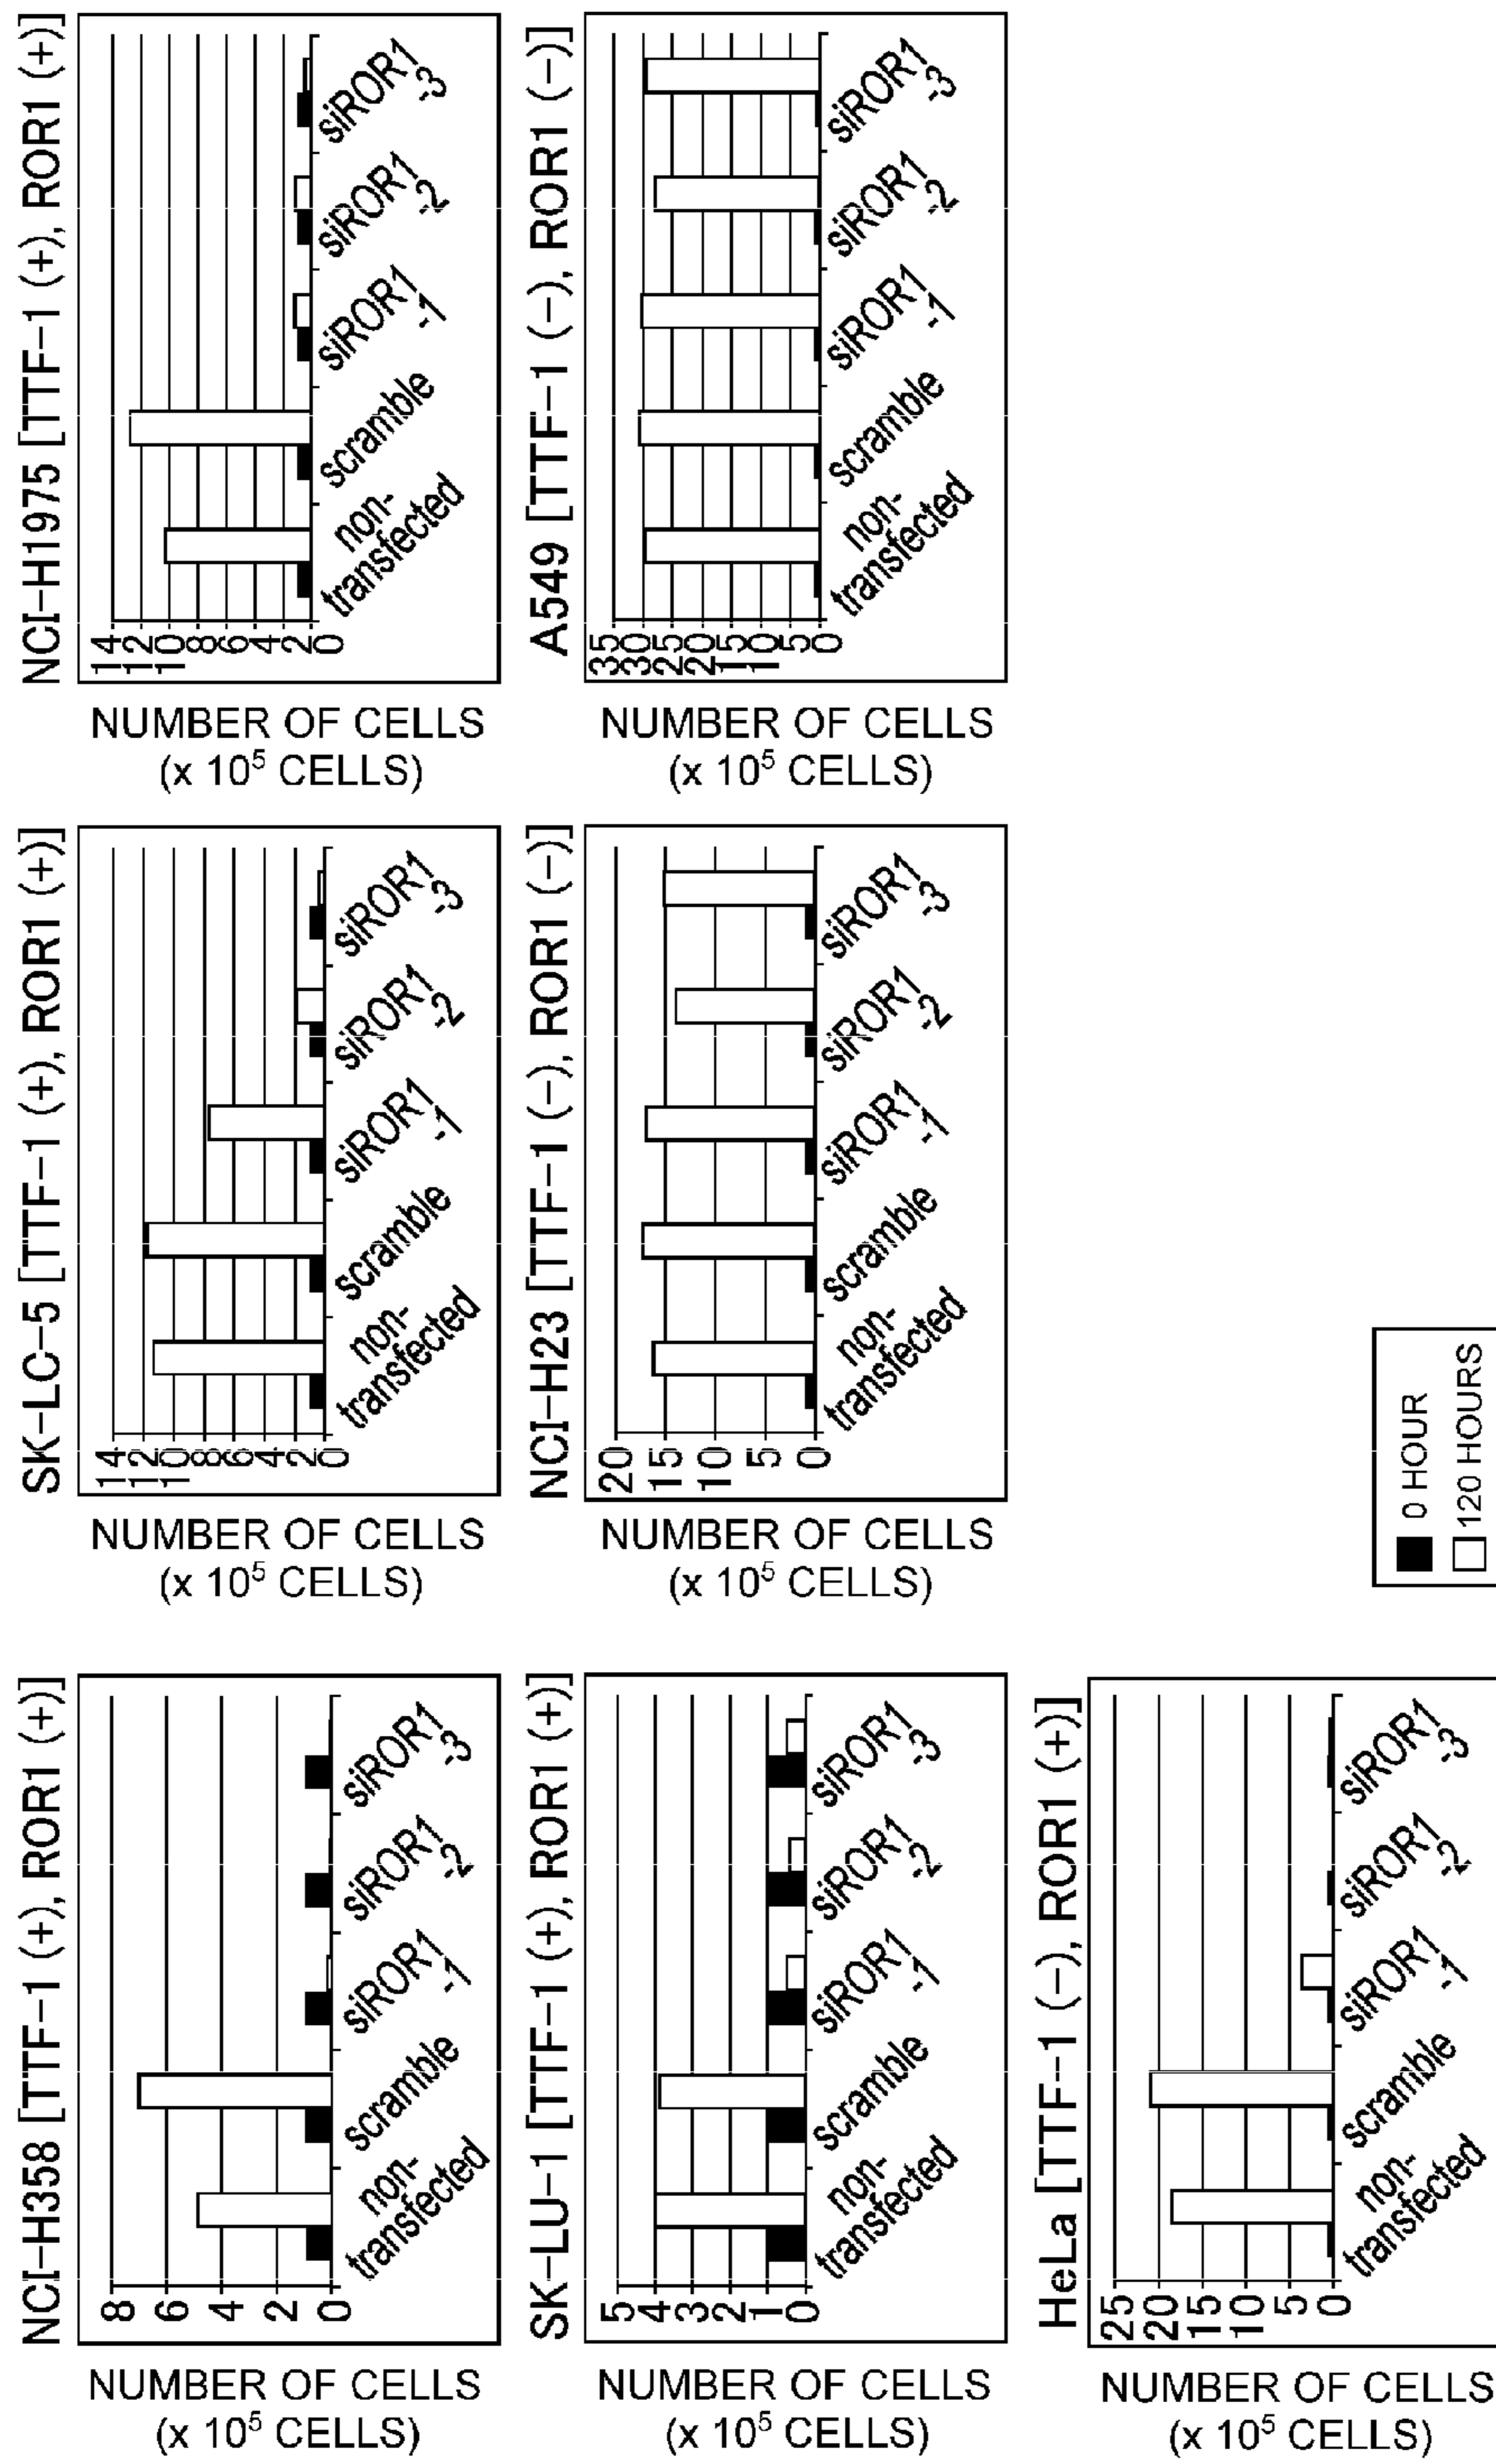 NCI-H358 [TTF-1 (+), ROR1 (+)]
NUMBER OF CELLS
(x 10⁵ CELLS)
8
6
4
2
0
non-
transfected
scramble
siROR1
-1
siROR1
-2
siROR1
-3
SK-LC-5 [TTF-1 (+), ROR1 (+)]
NUMBER OF CELLS
(x 10⁵ CELLS)
14
12
10
8
6
4
2
0
non-
transfected
scramble
siROR1
-1
siROR1
-2
siROR1
-3
NCI-H1975 [TTF-1 (+), ROR1 (+)]
NUMBER OF CELLS
(x 10⁵ CELLS)
14
12
10
8
6
4
2
0
non-
transfected
scramble
siROR1
-1
siROR1
-2
siROR1
-3
SK-LU-1 [TTF-1 (+), ROR1 (+)]
NUMBER OF CELLS
(x 10⁵ CELLS)
5
4
3
2
1
0
non-
transfected
scramble
siROR1
-1
siROR1
-2
siROR1
-3
NCI-H23 [TTF-1 (-), ROR1 (-)]
NUMBER OF CELLS
(x 10⁵ CELLS)
20
15
10
5
0
non-
transfected
scramble
siROR1
-1
siROR1
-2
siROR1
-3
A549 [TTF-1 (-), ROR1 (-)]
NUMBER OF CELLS
(x 10⁵ CELLS)
35
30
25
20
15
10
5
0
non-
transfected
scramble
siROR1
-1
siROR1
-2
siROR1
-3
HeLa [TTF-1 (-), ROR1 (+)]
NUMBER OF CELLS
(x 10⁵ CELLS)
25
20
15
10
5
0
non-
transfected
scramble
siROR1
-1
siROR1
-2
siROR1
-3
0 HOUR
120 HOURS